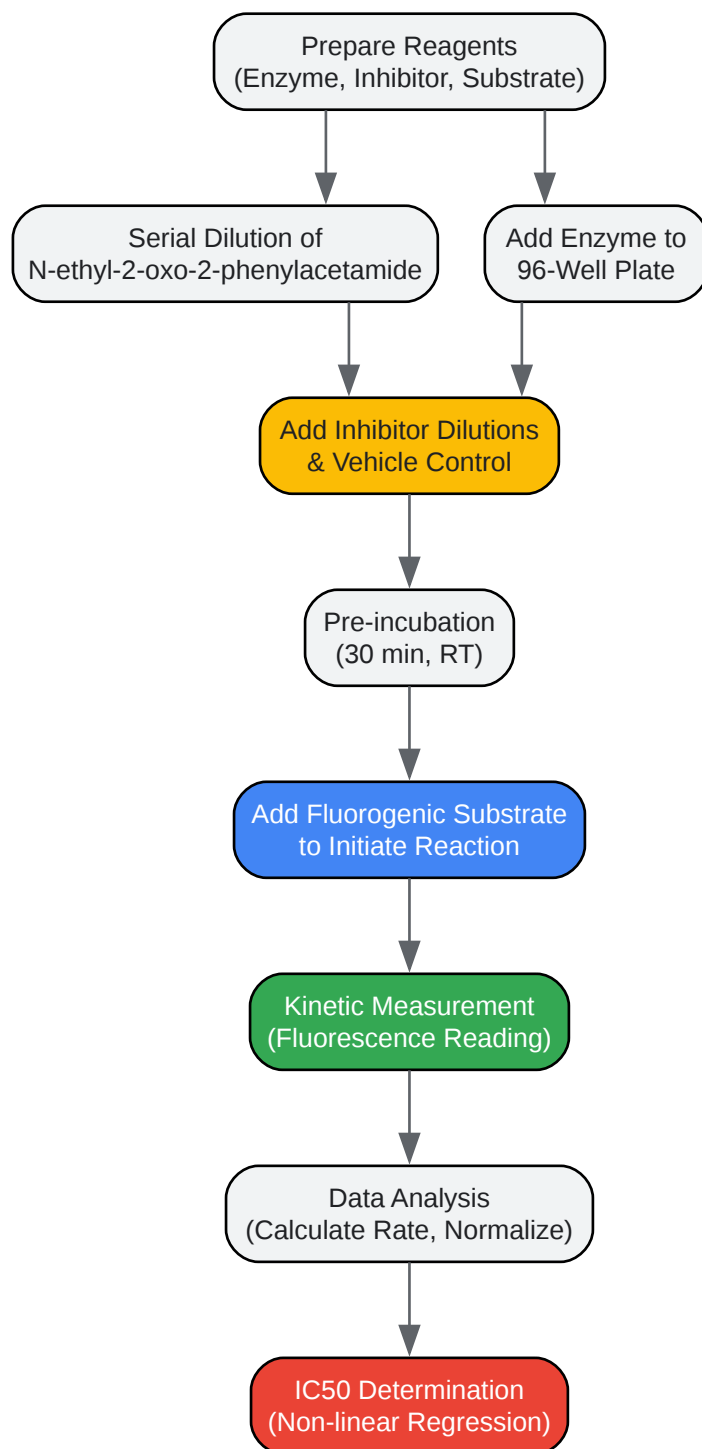 Prepare Reagents
(Enzyme, Inhibitor, Substrate)
Serial Dilution of
N-ethyl-2-oxo-2-phenylacetamide
Add Enzyme to
96-Well Plate
Add Inhibitor Dilutions
& Vehicle Control
Pre-incubation
(30 min, RT)
Add Fluorogenic Substrate
to Initiate Reaction
Kinetic Measurement
(Fluorescence Reading)
Data Analysis
(Calculate Rate, Normalize)
IC50 Determination
(Non-linear Regression)